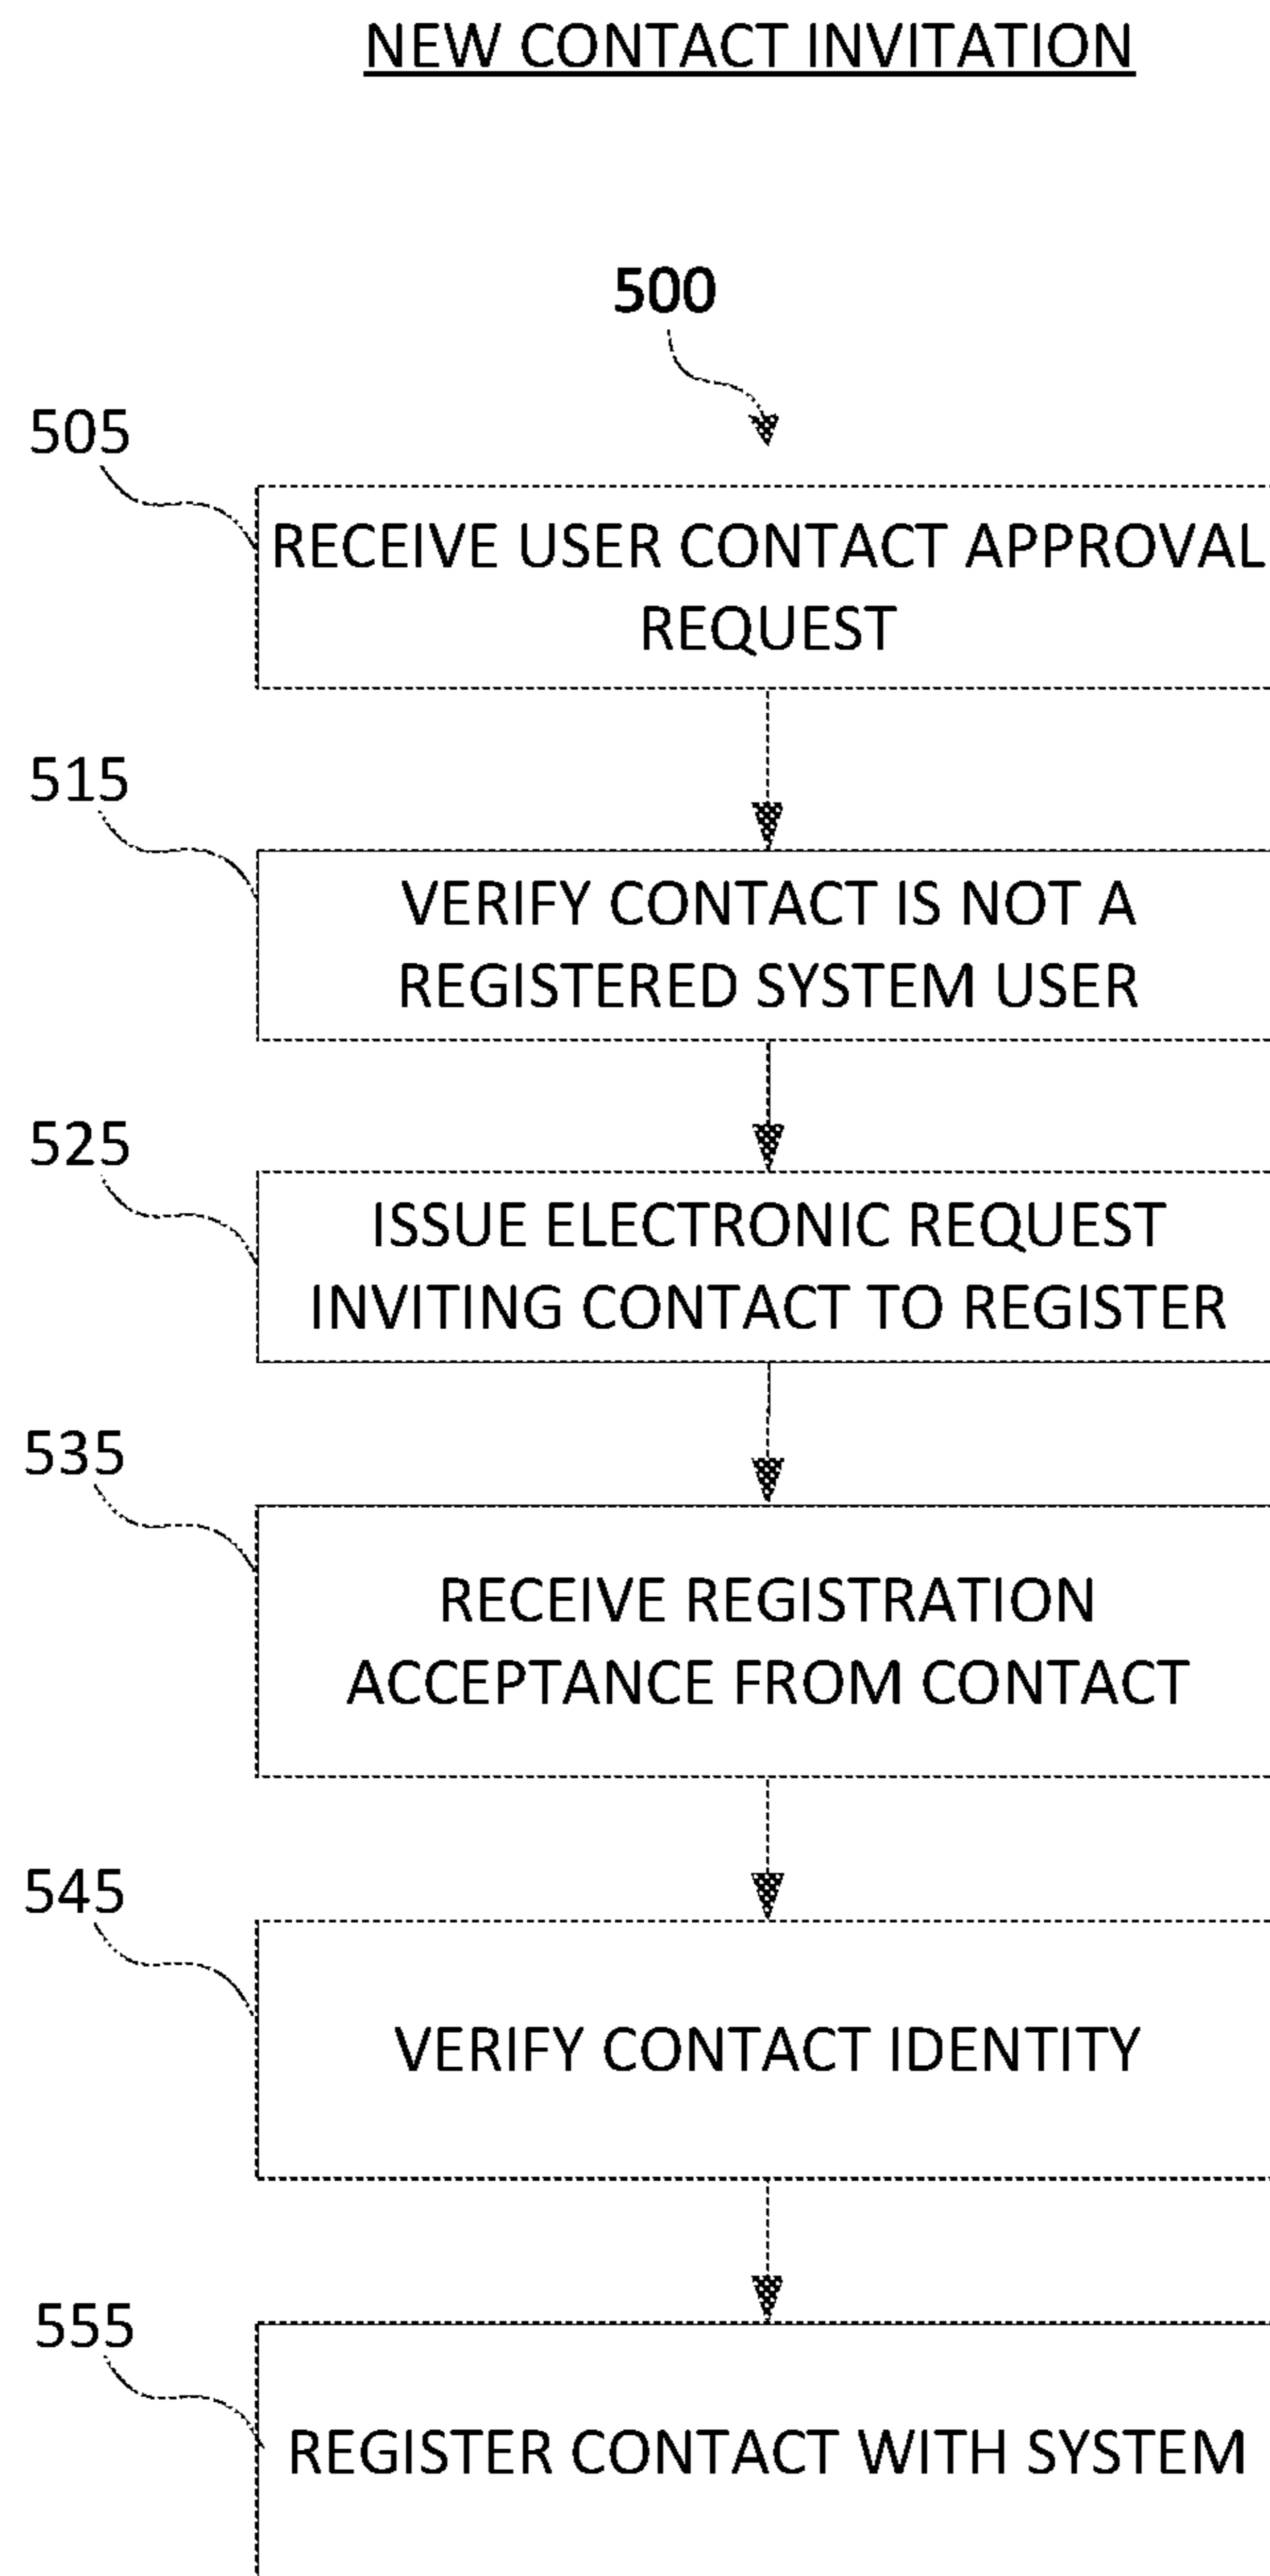 NEW CONTACT INVITATION
500
505
RECEIVE USER CONTACT APPROVAL
REQUEST
515
VERIFY CONTACT IS NOT A
REGISTERED SYSTEM USER
525
ISSUE ELECTRONIC REQUEST
INVITING CONTACT TO REGISTER
535
RECEIVE REGISTRATION
ACCEPTANCE FROM CONTACT
545
VERIFY CONTACT IDENTITY
555
REGISTER CONTACT WITH SYSTEM